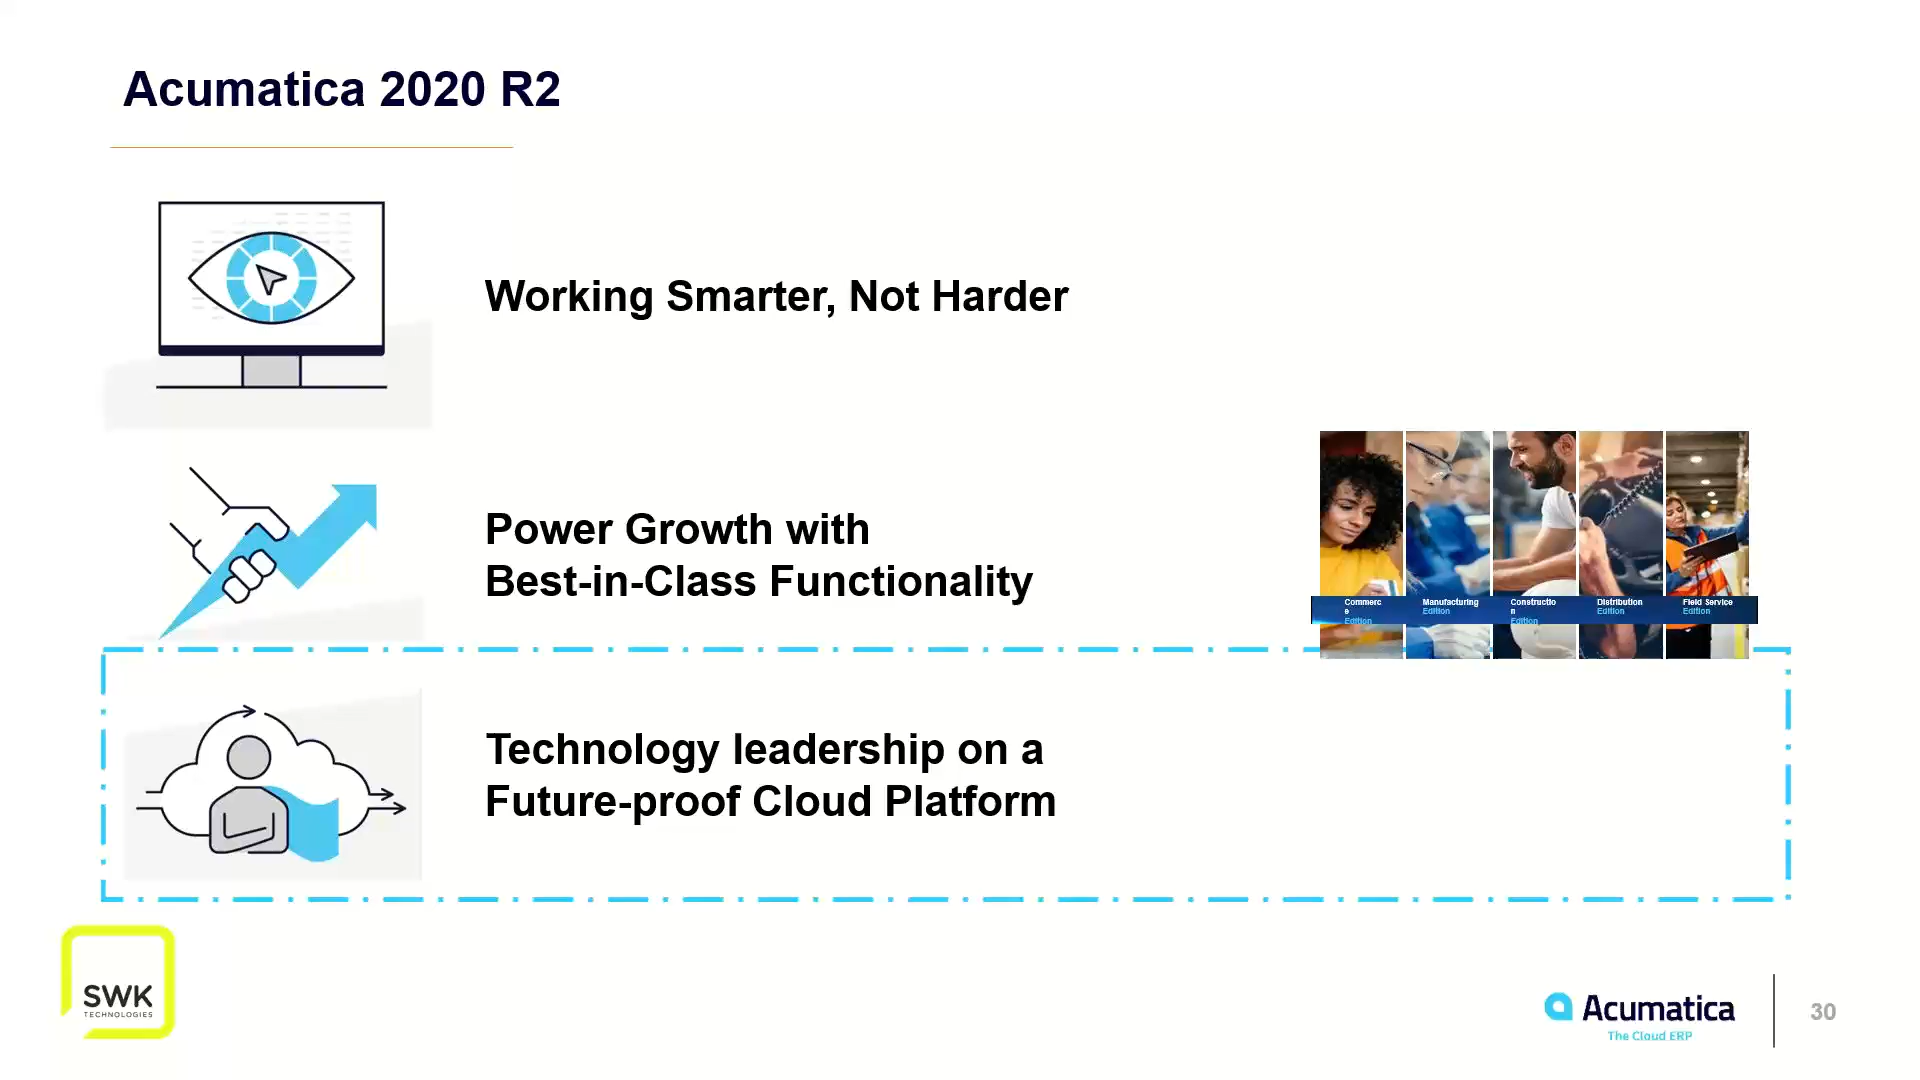 Acumatica 2020 R2
Working Smarter, Not Harder
Power Growth with
Best-in-Class Functionality
Commerc
e
Edition
Manufacturing
Edition
Constructio
n
Edition
Distribution
Edition
Field Service
Edition
Technology leadership on a
Future-proof Cloud Platform
SWK
TECHNOLOGIES
Acumatica
The Cloud ERP
30